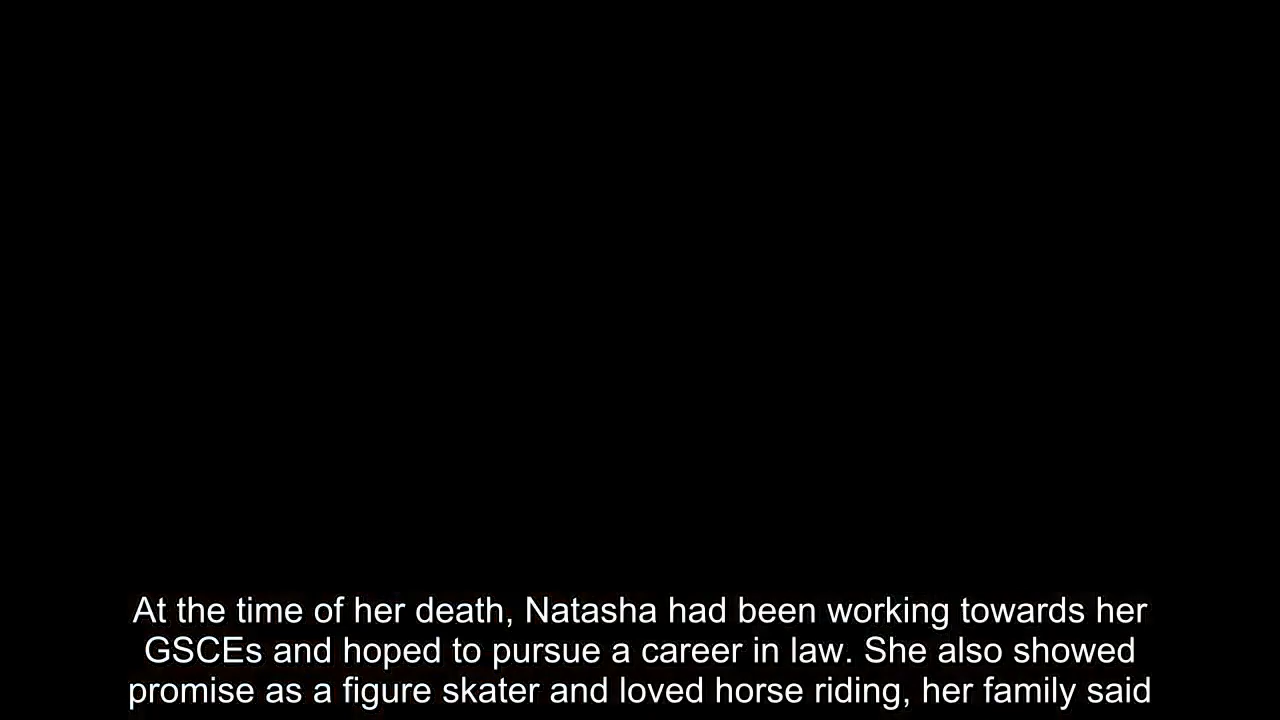 At the time of her death, Natasha had been working towards her
GSCEs and hoped to pursue a career in law. She also showed
promise as a figure skater and loved horse riding, her family said